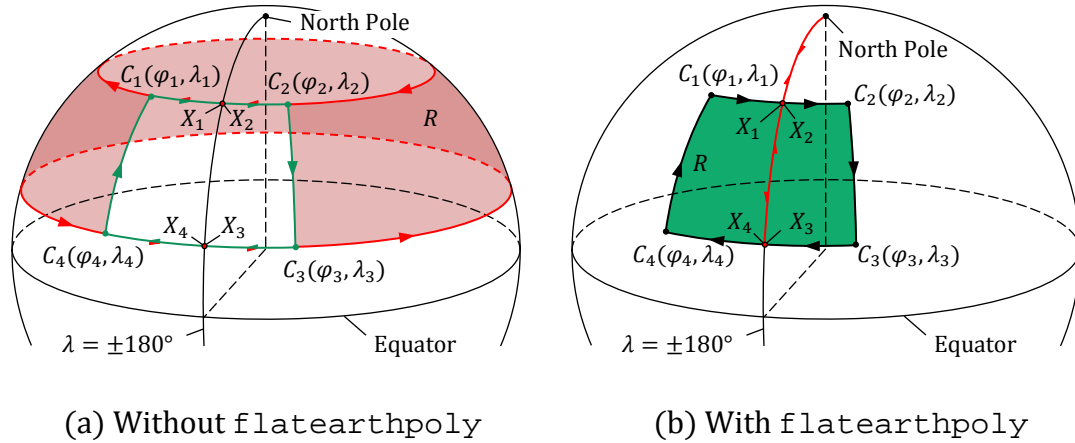 North Pole
C₁(φ₁, λ₁)
C₂(φ₂, λ₂)
X₁
X₂
R
X₄
X₃
C₄(φ₄, λ₄)
C₃(φ₃, λ₃)
λ = ±180°
Equator
(a) Without flatearthpoly
North Pole
C₁(φ₁, λ₁)
C₂(φ₂, λ₂)
X₁
X₂
R
X₄
X₃
C₄(φ₄, λ₄)
C₃(φ₃, λ₃)
λ = ±180°
Equator
(b) With flatearthpoly